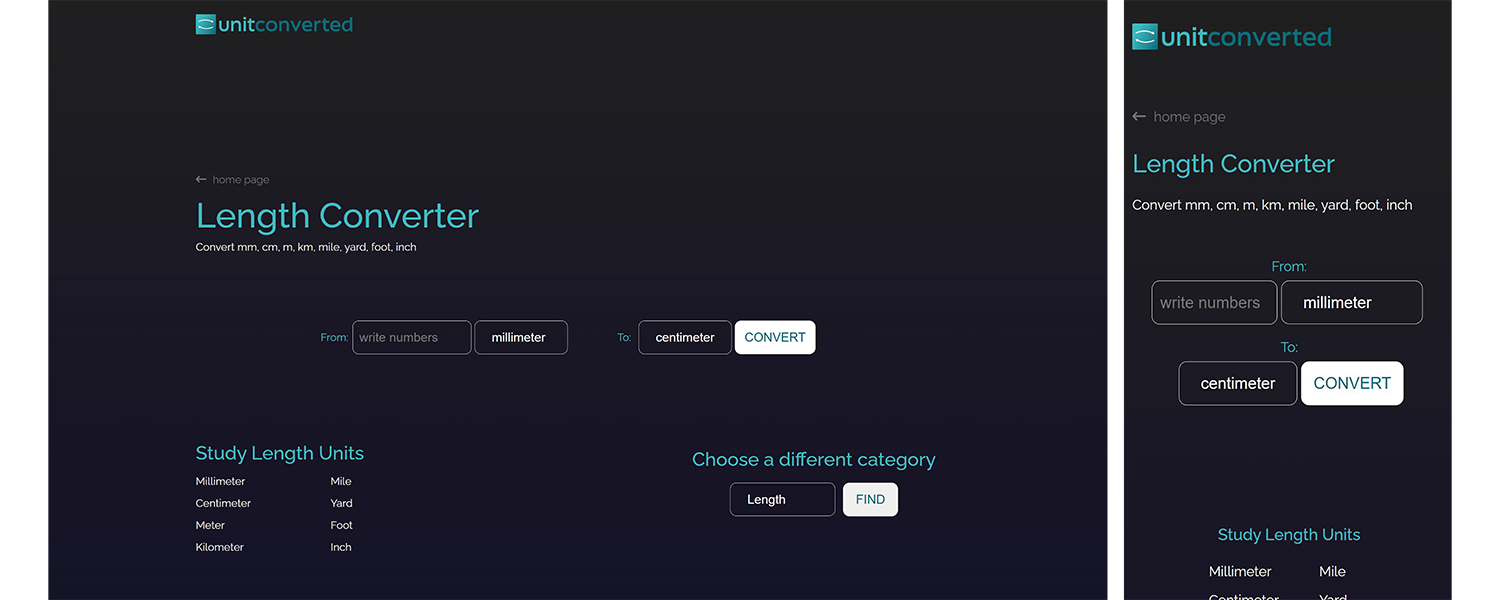 unitconverted
← home page
Length Converter
Convert mm, cm, m, km, mile, yard, foot, inch
From: write numbers millimeter To: centimeter CONVERT
Study Length Units
Millimeter Mile
Centimeter Yard
Meter Foot
Kilometer Inch
Choose a different category
Length FIND
unitconverted
← home page
Length Converter
Convert mm, cm, m, km, mile, yard, foot, inch
From:
write numbers millimeter
To:
centimeter CONVERT
Study Length Units
Millimeter Mile
Centimeter Yard